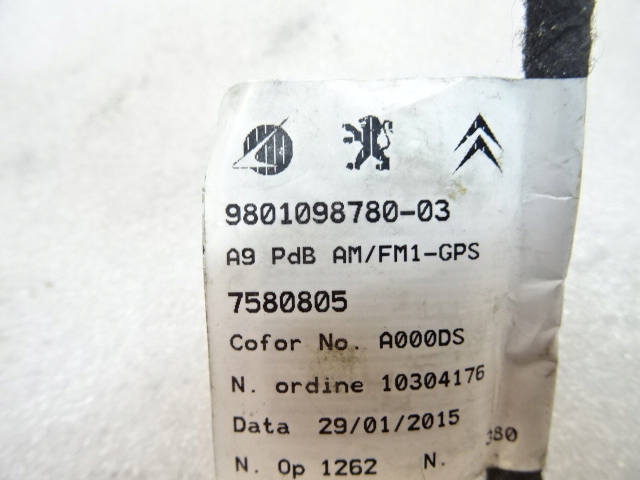 9801098780-03
A9 PdB AM/FM1-GPS
7580805
Cofor No. A000DS
N. ordine 10304176
Data 29/01/2015
N. Op 1262 N.
380